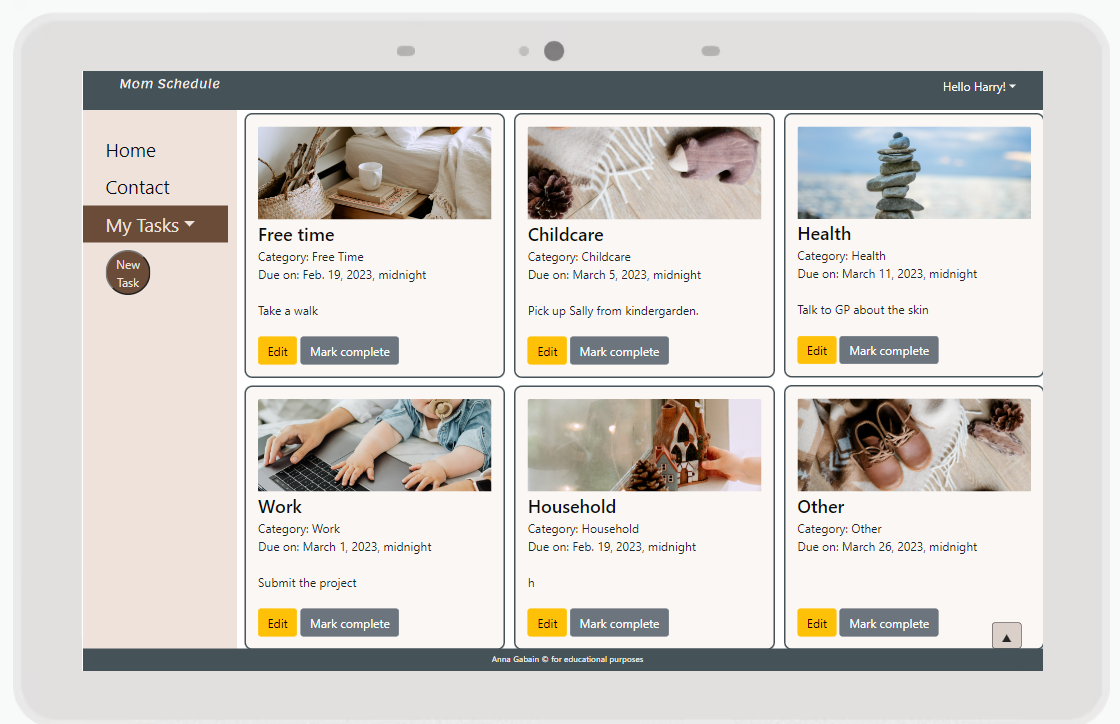 Mom Schedule
Hello Harry!
Home
Contact
My Tasks
New
Task
Free time
Category: Free Time
Due on: Feb. 19, 2023, midnight
Take a walk
Edit Mark complete
Childcare
Category: Childcare
Due on: March 5, 2023, midnight
Pick up Sally from kindergarden.
Edit Mark complete
Health
Category: Health
Due on: March 11, 2023, midnight
Talk to GP about the skin
Edit Mark complete
Work
Category: Work
Due on: March 1, 2023, midnight
Submit the project
Edit Mark complete
Household
Category: Household
Due on: Feb. 19, 2023, midnight
h
Edit Mark complete
Other
Category: Other
Due on: March 26, 2023, midnight
Edit Mark complete
Anna Gabain © for educational purposes